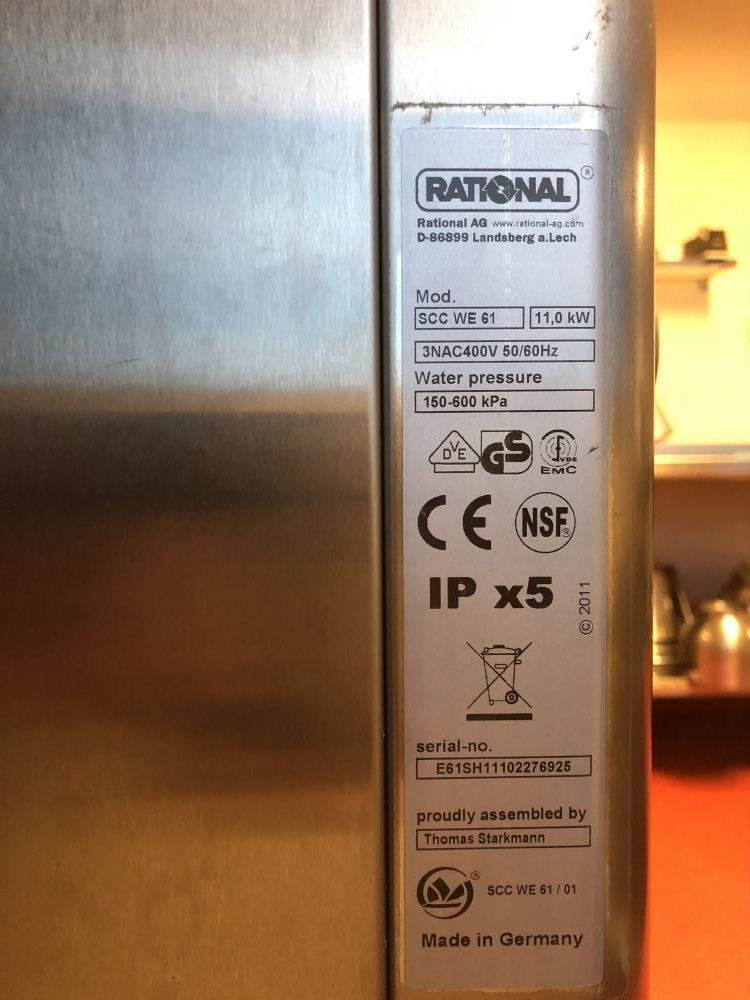 RATIONAL ®
Rational AG www.rational-ag.com
D-86899 Landsberg a.Lech
Mod.
SCC WE 61 11,0 kW
3NAC400V 50/60Hz
Water pressure
150-600 kPa
DVE GS VDE
EMC
CE NSF®
IP x5
© 2011
serial-no.
E61SH11102276925
proudly assembled by
Thomas Starkmann
® SCC WE 61 / 01
Made in Germany